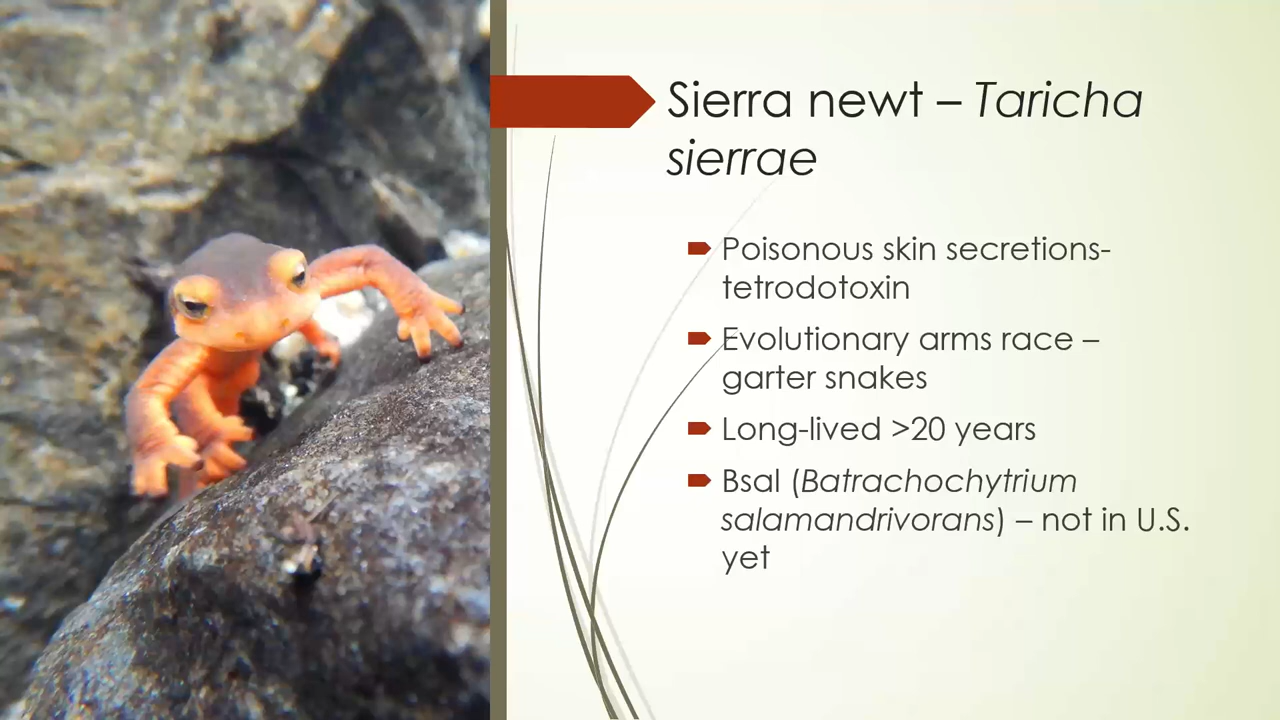 Sierra newt – Taricha
sierrae
Poisonous skin secretions-
tetrodotoxin
Evolutionary arms race –
garter snakes
Long-lived >20 years
Bsal (Batrachochytrium
salamandrivorans) – not in U.S.
yet